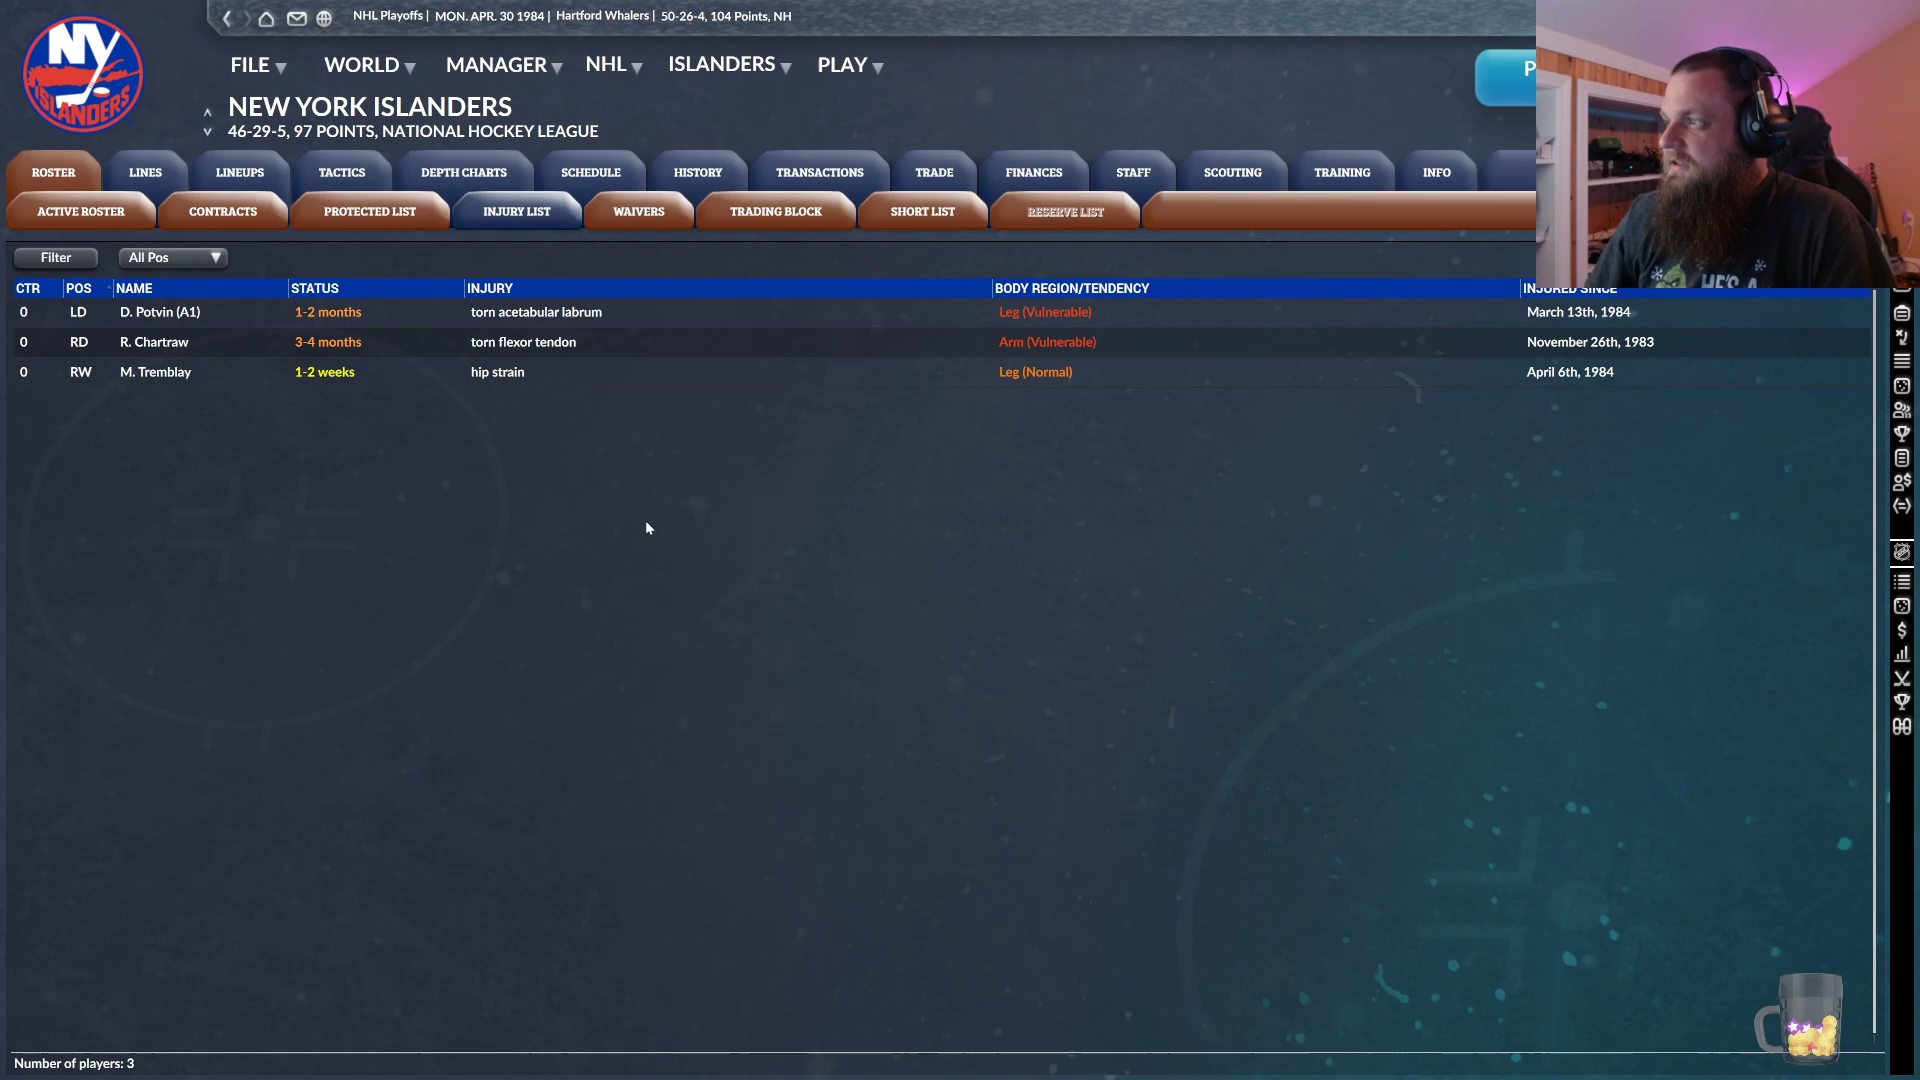 NHL Playoffs | MON. APR. 30 1984 | Hartford Whalers | 50-26-4, 104 Points, NH
NY ISLANDERS
FILE WORLD MANAGER NHL ISLANDERS PLAY
P
NEW YORK ISLANDERS
46-29-5, 97 POINTS, NATIONAL HOCKEY LEAGUE
ROSTER LINES LINEUPS TACTICS DEPTH CHARTS SCHEDULE HISTORY TRANSACTIONS TRADE FINANCES STAFF SCOUTING TRAINING INFO
ACTIVE ROSTER CONTRACTS PROTECTED LIST INJURY LIST WAIVERS TRADING BLOCK SHORT LIST RESERVE LIST
Filter All Pos
CTR POS NAME STATUS INJURY BODY REGION/TENDENCY INJURED SINCE
0 LD D. Potvin (A1) 1-2 months torn acetabular labrum Leg (Vulnerable) March 13th, 1984
0 RD R. Chartraw 3-4 months torn flexor tendon Arm (Vulnerable) November 26th, 1983
0 RW M. Tremblay 1-2 weeks hip strain Leg (Normal) April 6th, 1984
HE'S A
Number of players: 3